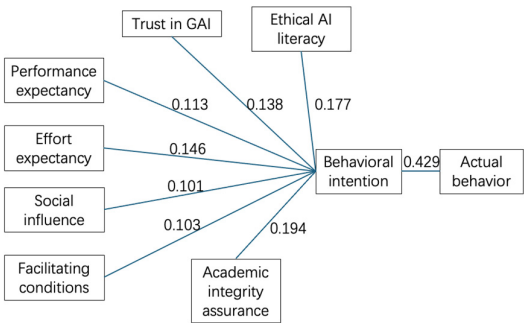 Trust in GAI
Ethical AI
literacy
Performance
expectancy
0.113
0.138
0.177
Effort
expectancy
0.146
Behavioral
intention
0.429
Actual
behavior
Social
influence
0.101
0.103
0.194
Facilitating
conditions
Academic
integrity
assurance